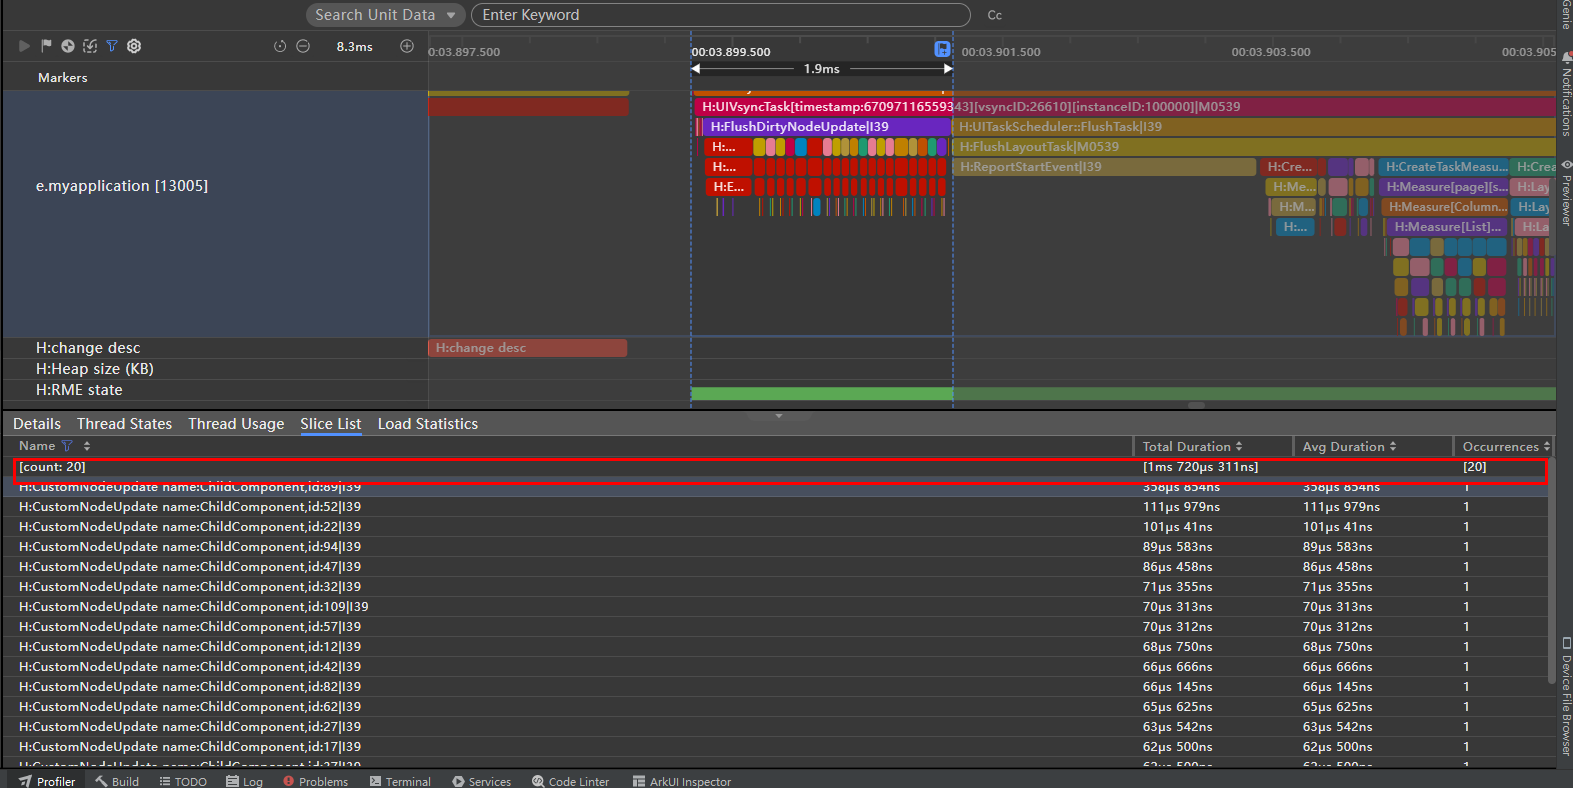 Search Unit Data
Enter Keyword
Cc
8.3ms
0:03.897.500
00:03.899.500
00:03.901.500
00:03.903.500
00:03.905
1.9ms
Markers
H:UIVsyncTask[timestamp:67097116559343][vsyncID:26610][instanceID:100000]|M0539
H:FlushDirtyNodeUpdate|I39
H:UITaskScheduler::FlushTask|I39
H:...
H:FlushLayoutTask|M0539
H:...
H:ReportStartEvent|I39
H:Cre...
H:CreateTaskMeasu...
H:Crea
e.myapplication [13005]
H:E...
H:Me...
H:Measure[page][s...
H:Lay
H:M...
H:Measure[Column...
H:Lay
H:...
H:Measure[List]...
H:La
H:change desc
H:change desc
H:Heap size (KB)
H:RME state
Details
Thread States
Thread Usage
Slice List
Load Statistics
Name
Total Duration
Avg Duration
Occurrences
[count: 20]
[1ms 720μs 311ns]
[20]
H:CustomNodeUpdate name:ChildComponent,id:89|I39
358μs 854ns
358μs 854ns
1
H:CustomNodeUpdate name:ChildComponent,id:52|I39
111μs 979ns
111μs 979ns
1
H:CustomNodeUpdate name:ChildComponent,id:22|I39
101μs 41ns
101μs 41ns
1
H:CustomNodeUpdate name:ChildComponent,id:94|I39
89μs 583ns
89μs 583ns
1
H:CustomNodeUpdate name:ChildComponent,id:47|I39
86μs 458ns
86μs 458ns
1
H:CustomNodeUpdate name:ChildComponent,id:32|I39
71μs 355ns
71μs 355ns
1
H:CustomNodeUpdate name:ChildComponent,id:109|I39
70μs 313ns
70μs 313ns
1
H:CustomNodeUpdate name:ChildComponent,id:57|I39
70μs 312ns
70μs 312ns
1
H:CustomNodeUpdate name:ChildComponent,id:12|I39
68μs 750ns
68μs 750ns
1
H:CustomNodeUpdate name:ChildComponent,id:42|I39
66μs 666ns
66μs 666ns
1
H:CustomNodeUpdate name:ChildComponent,id:82|I39
66μs 145ns
66μs 145ns
1
H:CustomNodeUpdate name:ChildComponent,id:62|I39
65μs 625ns
65μs 625ns
1
H:CustomNodeUpdate name:ChildComponent,id:27|I39
63μs 542ns
63μs 542ns
1
H:CustomNodeUpdate name:ChildComponent,id:17|I39
62μs 500ns
62μs 500ns
1
Profiler
Build
TODO
Log
Problems
Terminal
Services
Code Linter
ArkUI Inspector
Genie
Notifications
Previewer
Device File Browser